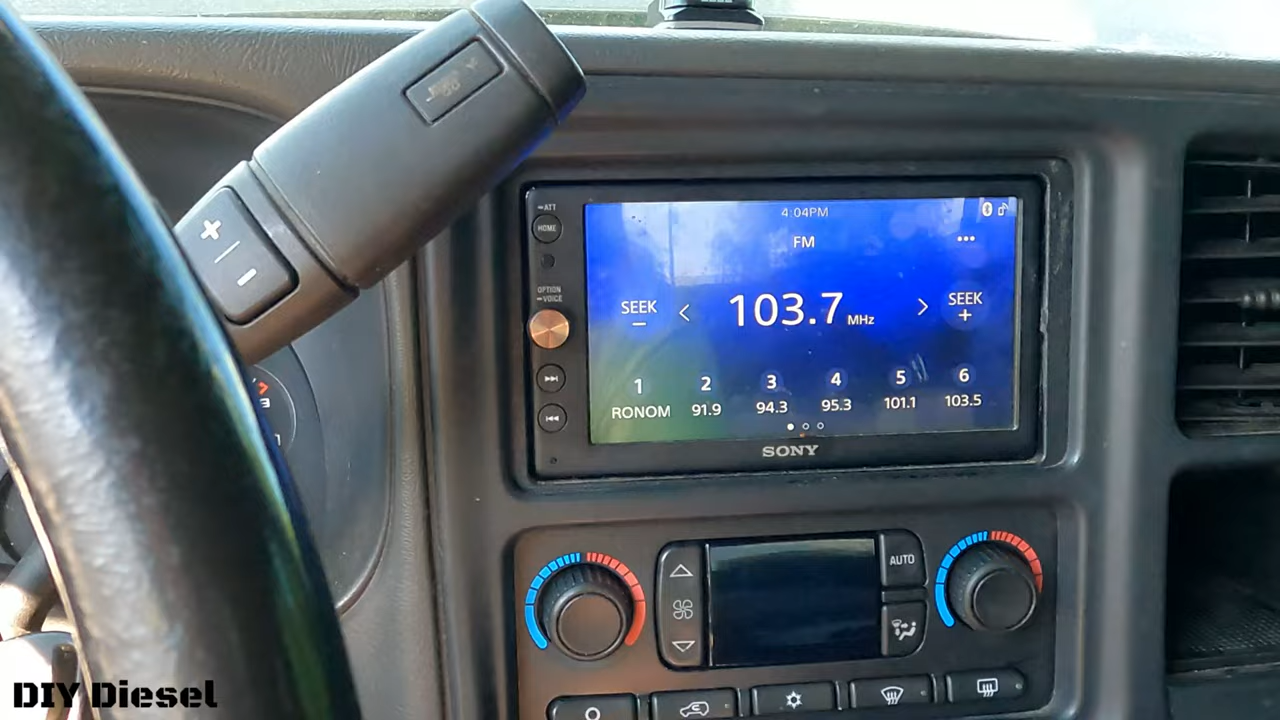 ATT
HOME
4:04PM
FM
•••
OPTION
VOICE
SEEK
−
<
103.7 MHz
>
SEEK
+
1
RONOM
2
91.9
3
94.3
4
95.3
5
101.1
6
103.5
SONY
AUTO
+
−
DIY Diesel